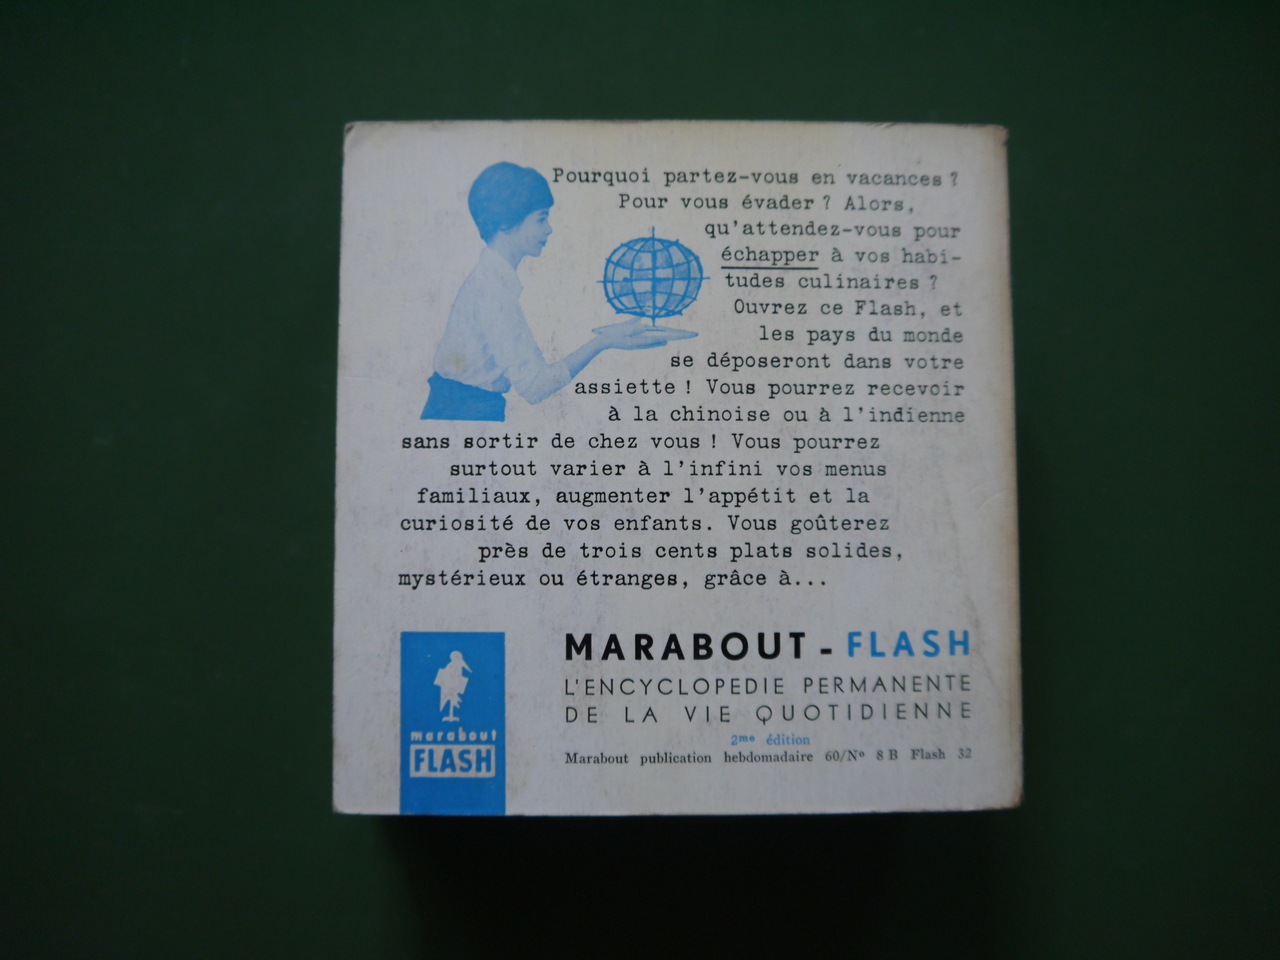 Pourquoi partez-vous en vacances ?
Pour vous évader ? Alors,
qu'attendez-vous pour
échapper à vos habi-
tudes culinaires ?
Ouvrez ce Flash, et
les pays du monde
se déposeront dans votre
assiette ! Vous pourrez recevoir
à la chinoise ou à l'indienne
sans sortir de chez vous ! Vous pourrez
surtout varier à l'infini vos menus
familiaux, augmenter l'appétit et la
curiosité de vos enfants. Vous goûterez
près de trois cents plats solides,
mystérieux ou étranges, grâce à...
MARABOUT - FLASH
L'ENCYCLOPEDIE PERMANENTE
DE LA VIE QUOTIDIENNE
2me édition
Marabout publication hebdomadaire 60/No 8 B Flash 32
marabout
FLASH